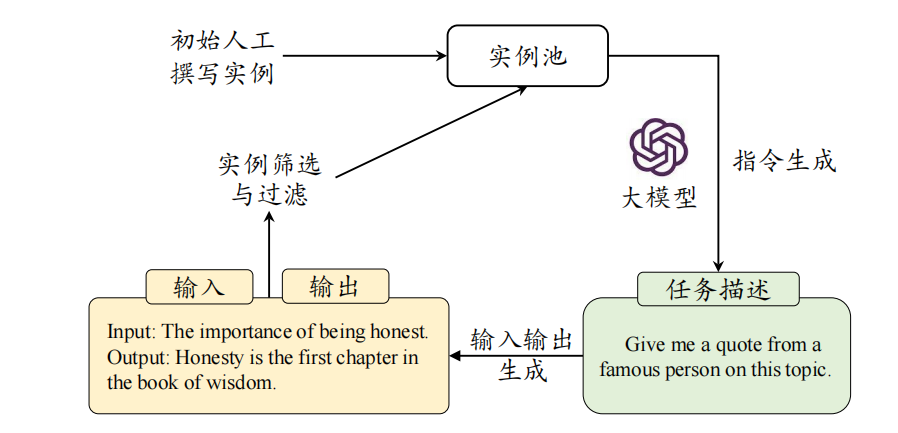 初始人工
撰写实例
实例池
实例筛选
与过滤
大模型
指令生成
输入
输出
任务描述
Input: The importance of being honest.
Output: Honesty is the first chapter in
the book of wisdom.
输入输出
生成
Give me a quote from a
famous person on this topic.